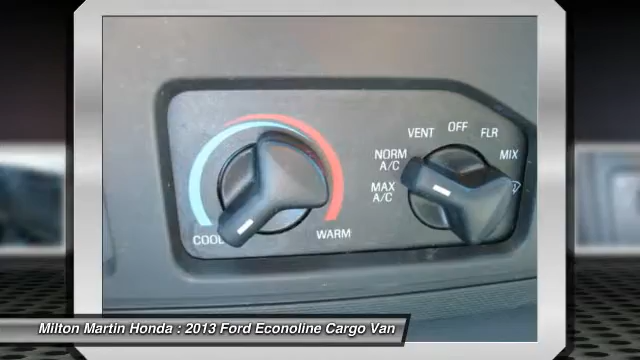 OFF
VENT
FLR
NORM
A/C
MIX
MAX
A/C
COOL
WARM
Milton Martin Honda : 2013 Ford Econoline Cargo Van